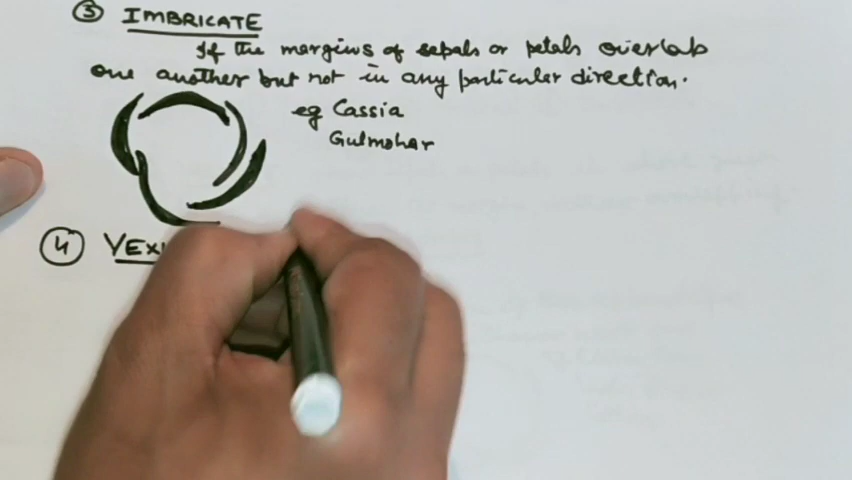 ③ IMBRICATE
If the margins of sepals or petals overlap
one another but not in any particular direction.
eg Cassia
Gulmohar
④ VEXI